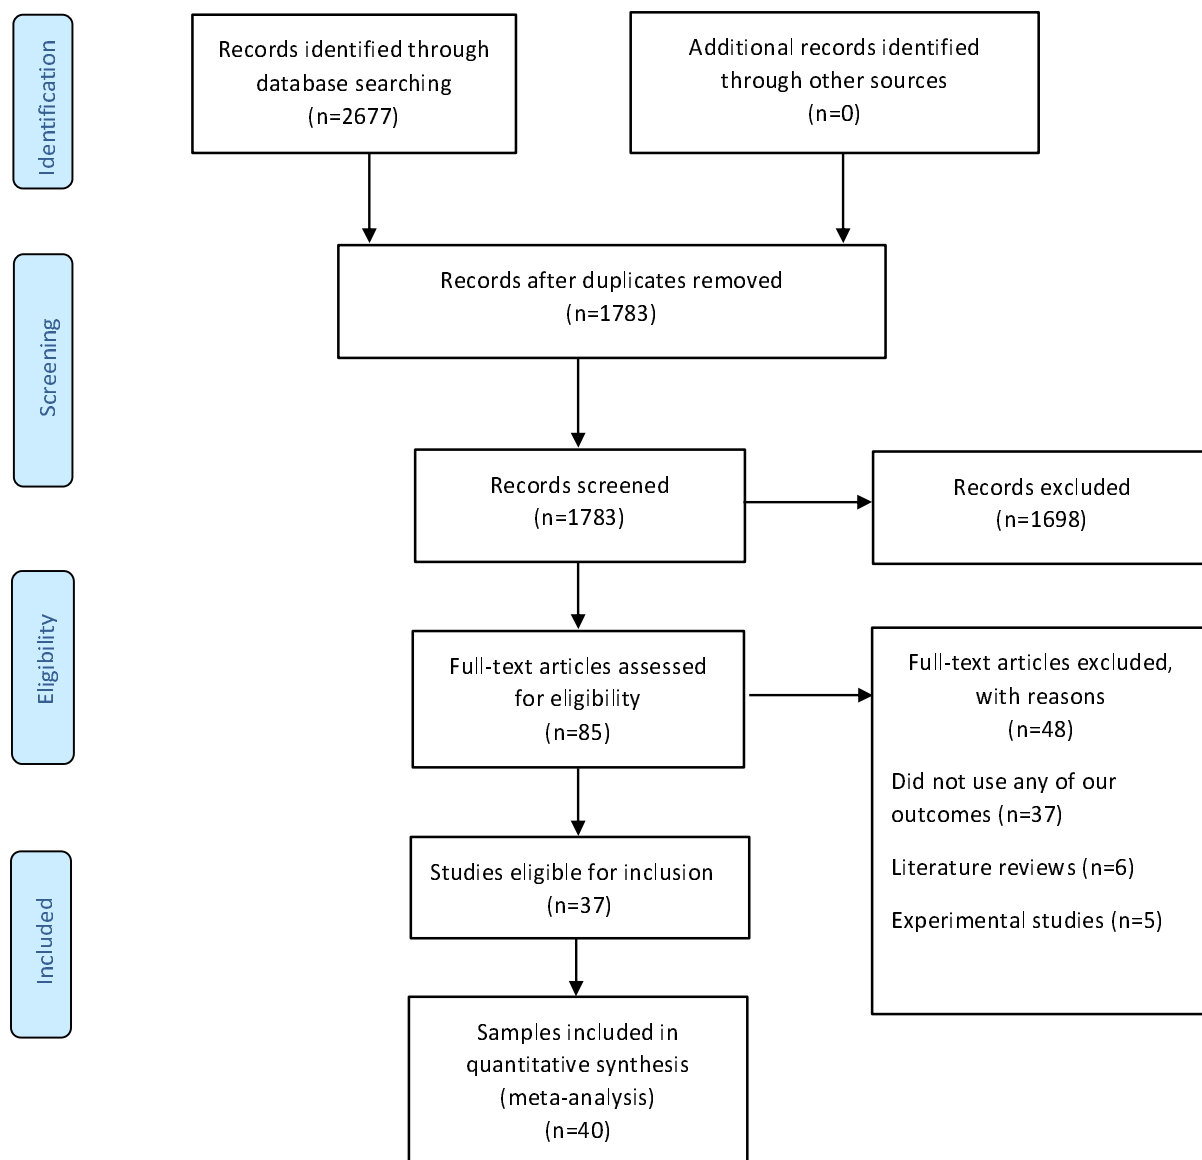 Identification
Records identified through
database searching
(n=2677)
Additional records identified
through other sources
(n=0)
Screening
Records after duplicates removed
(n=1783)
Records screened
(n=1783)
Records excluded
(n=1698)
Eligibility
Full-text articles assessed
for eligibility
(n=85)
Full-text articles excluded,
with reasons
(n=48)
Did not use any of our
outcomes (n=37)
Literature reviews (n=6)
Experimental studies (n=5)
Included
Studies eligible for inclusion
(n=37)
Samples included in
quantitative synthesis
(meta-analysis)
(n=40)